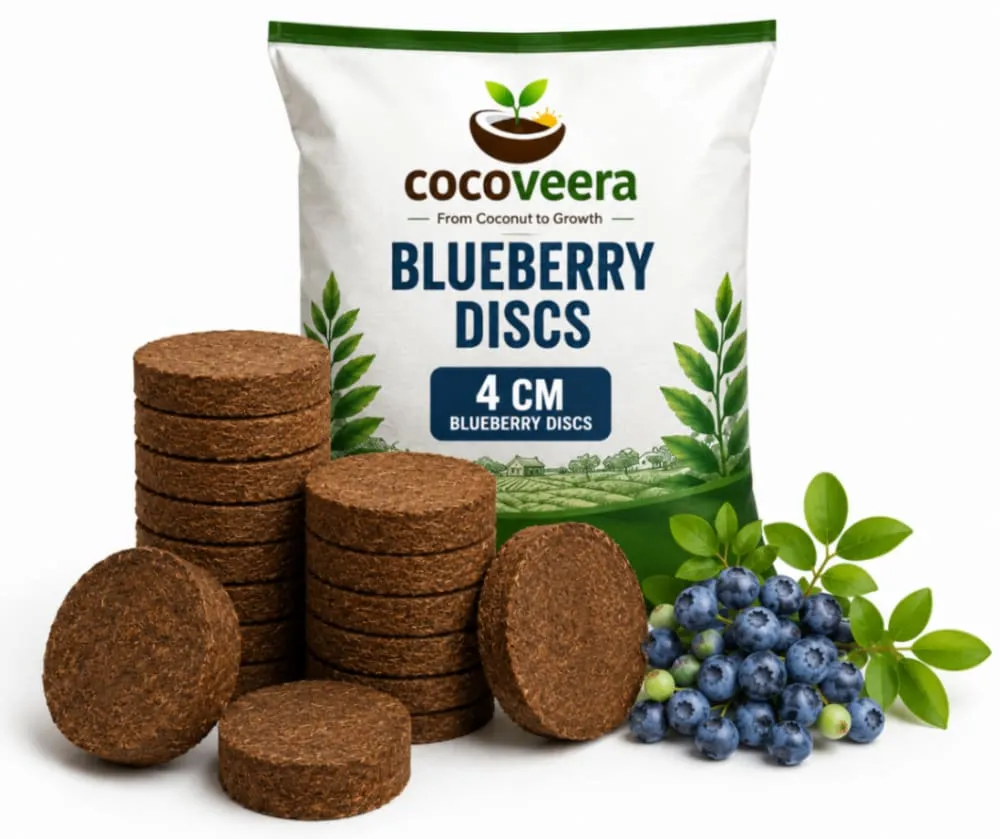 cocoveera
From Coconut to Growth
BLUEBERRY
DISCS
4 CM
BLUEBERRY DISCS